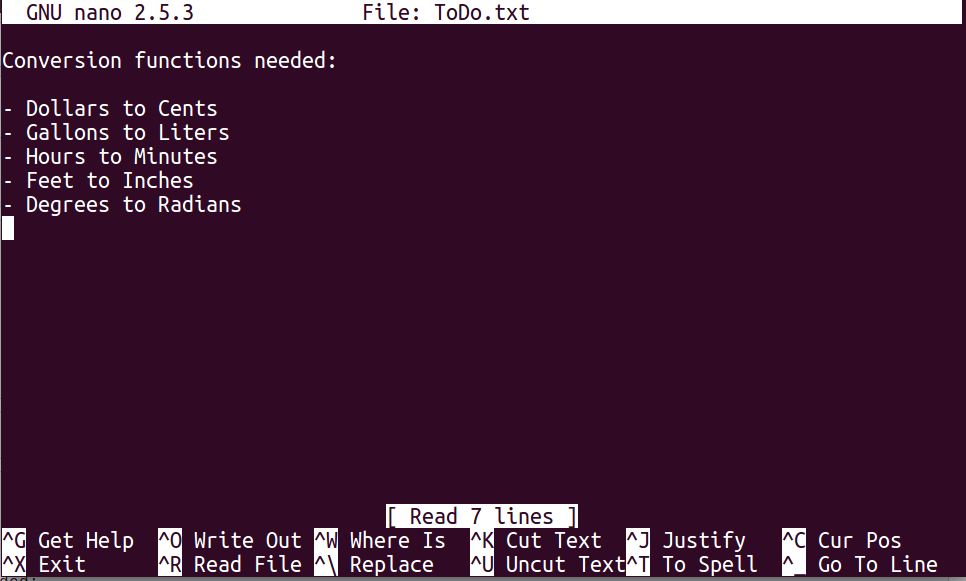 GNU nano 2.5.3 File: ToDo.txt
Conversion functions needed:
- Dollars to Cents
- Gallons to Liters
- Hours to Minutes
- Feet to Inches
- Degrees to Radians
[ Read 7 lines ]
^G Get Help ^O Write Out ^W Where Is ^K Cut Text ^J Justify ^C Cur Pos
^X Exit ^R Read File ^\ Replace ^U Uncut Text ^T To Spell ^_ Go To Line